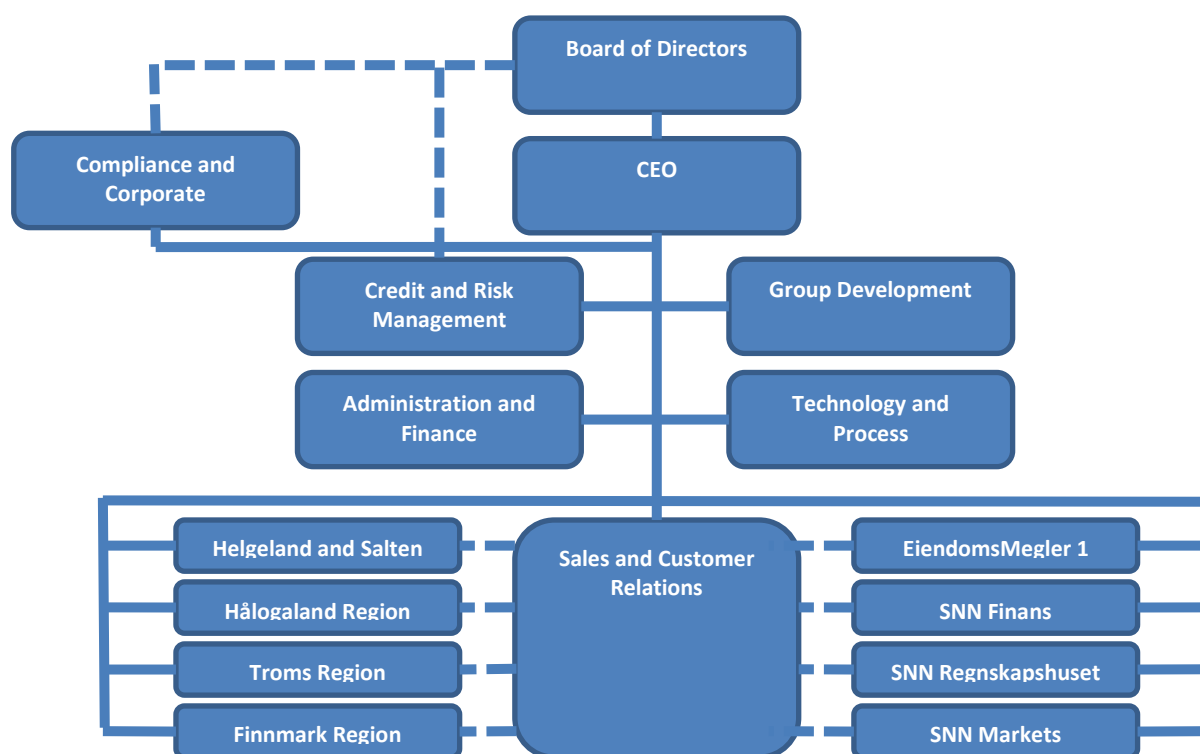 Board of Directors
Compliance and
Corporate
CEO
Credit and Risk
Management
Group Development
Administration and
Finance
Technology and
Process
Helgeland and Salten
Sales and Customer
Relations
EiendomsMegler 1
Hålogaland Region
SNN Finans
Troms Region
SNN Regnskapshuset
Finnmark Region
SNN Markets